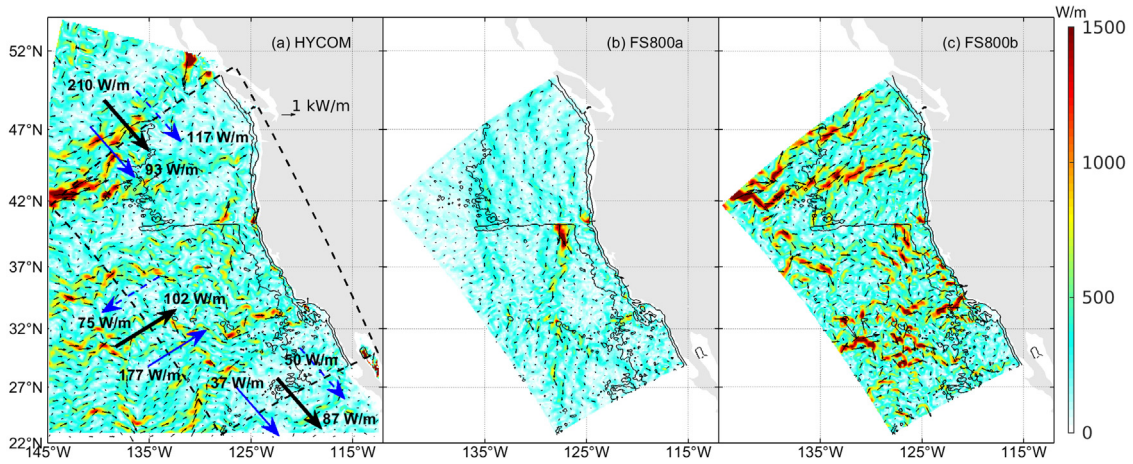 (a) HYCOM
(b) FS800a
(c) FS800b
W/m
1500
1000
500
0
52°N
47°N
42°N
37°N
32°N
27°N
22°N
210 W/m
1 kW/m
117 W/m
93 W/m
102 W/m
75 W/m
177 W/m
50 W/m
37 W/m
87 W/m
145°W
135°W
125°W
115°W
135°W
125°W
115°W
135°W
125°W
115°W